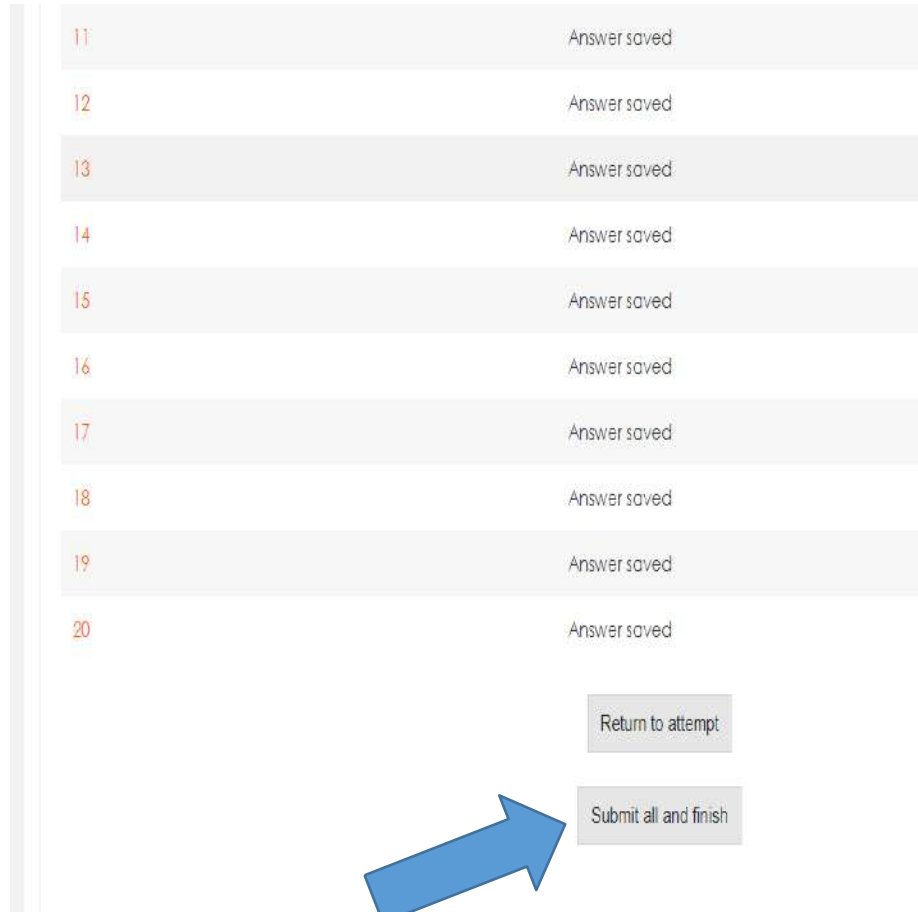 11 Answer saved
12 Answer saved
13 Answer saved
14 Answer saved
15 Answer saved
16 Answer saved
17 Answer saved
18 Answer saved
19 Answer saved
20 Answer saved
Return to attempt
Submit all and finish